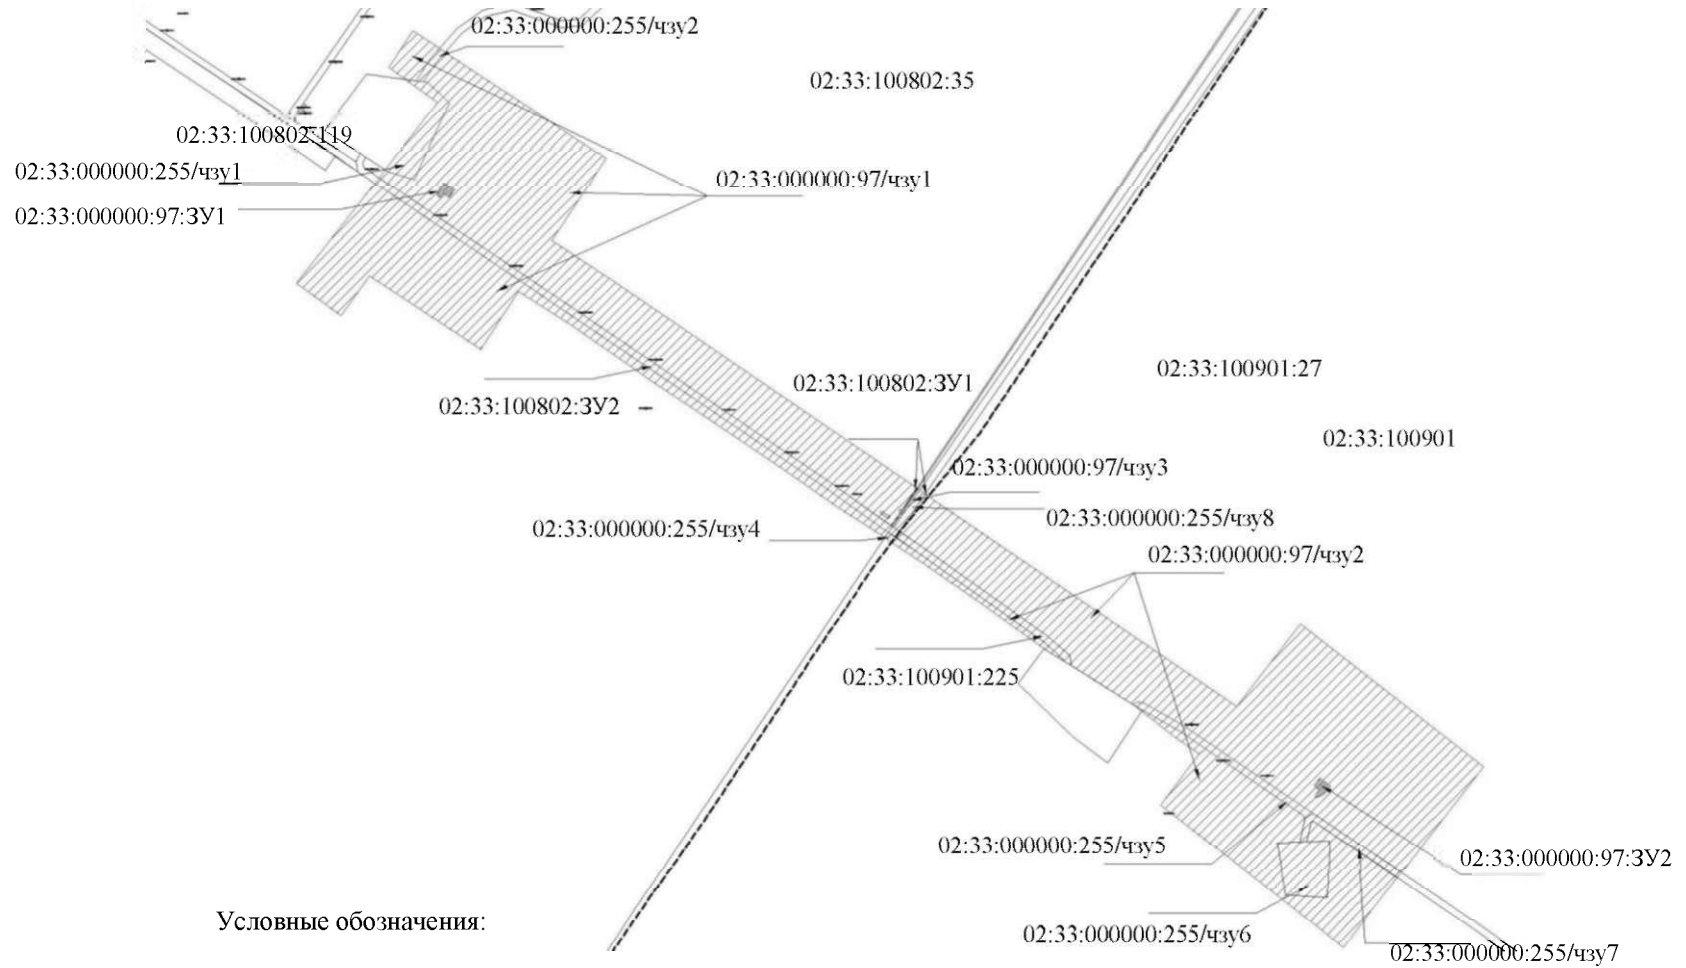 02:33:000000:255/чзу2
02:33:100802:35
02:33:100802:119
02:33:000000:255/чзу1
02:33:000000:97/чзу1
02:33:000000:97:ЗУ1
02:33:100901:27
02:33:100802:ЗУ1
02:33:100802:ЗУ2
02:33:100901
02:33:000000:97/чзу3
02:33:000000:255/чзу8
02:33:000000:255/чзу4
02:33:000000:97/чзу2
02:33:100901:225
02:33:000000:255/чзу5
02:33:000000:97:ЗУ2
Условные обозначения:
02:33:000000:255/чзу6
02:33:000000:255/чзу7